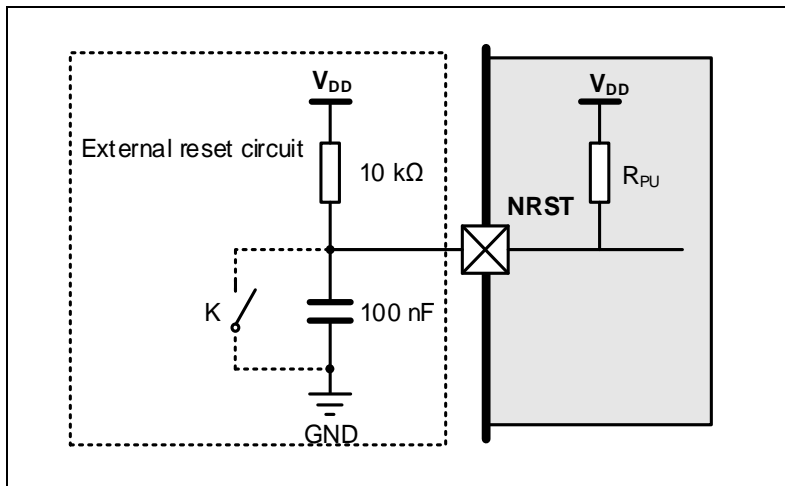 V_DD
V_DD
External reset circuit
10 kΩ
R_PU
NRST
K
100 nF
GND